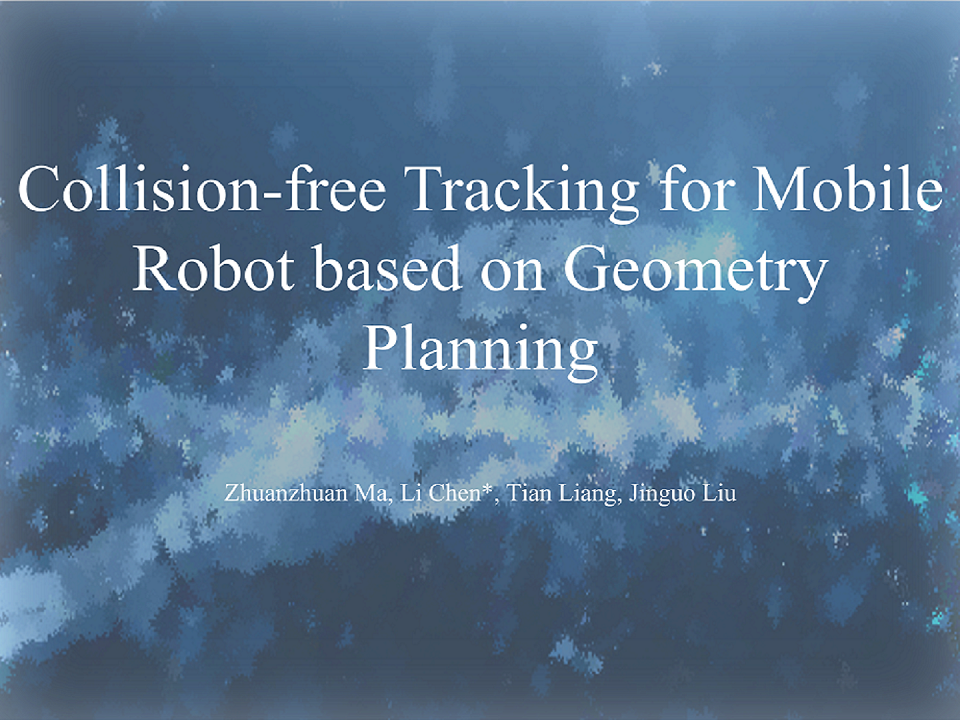 Collision-free Tracking for Mobile
Robot based on Geometry
Planning
Zhuanzhuan Ma, Li Chen*, Tian Liang, Jinguo Liu